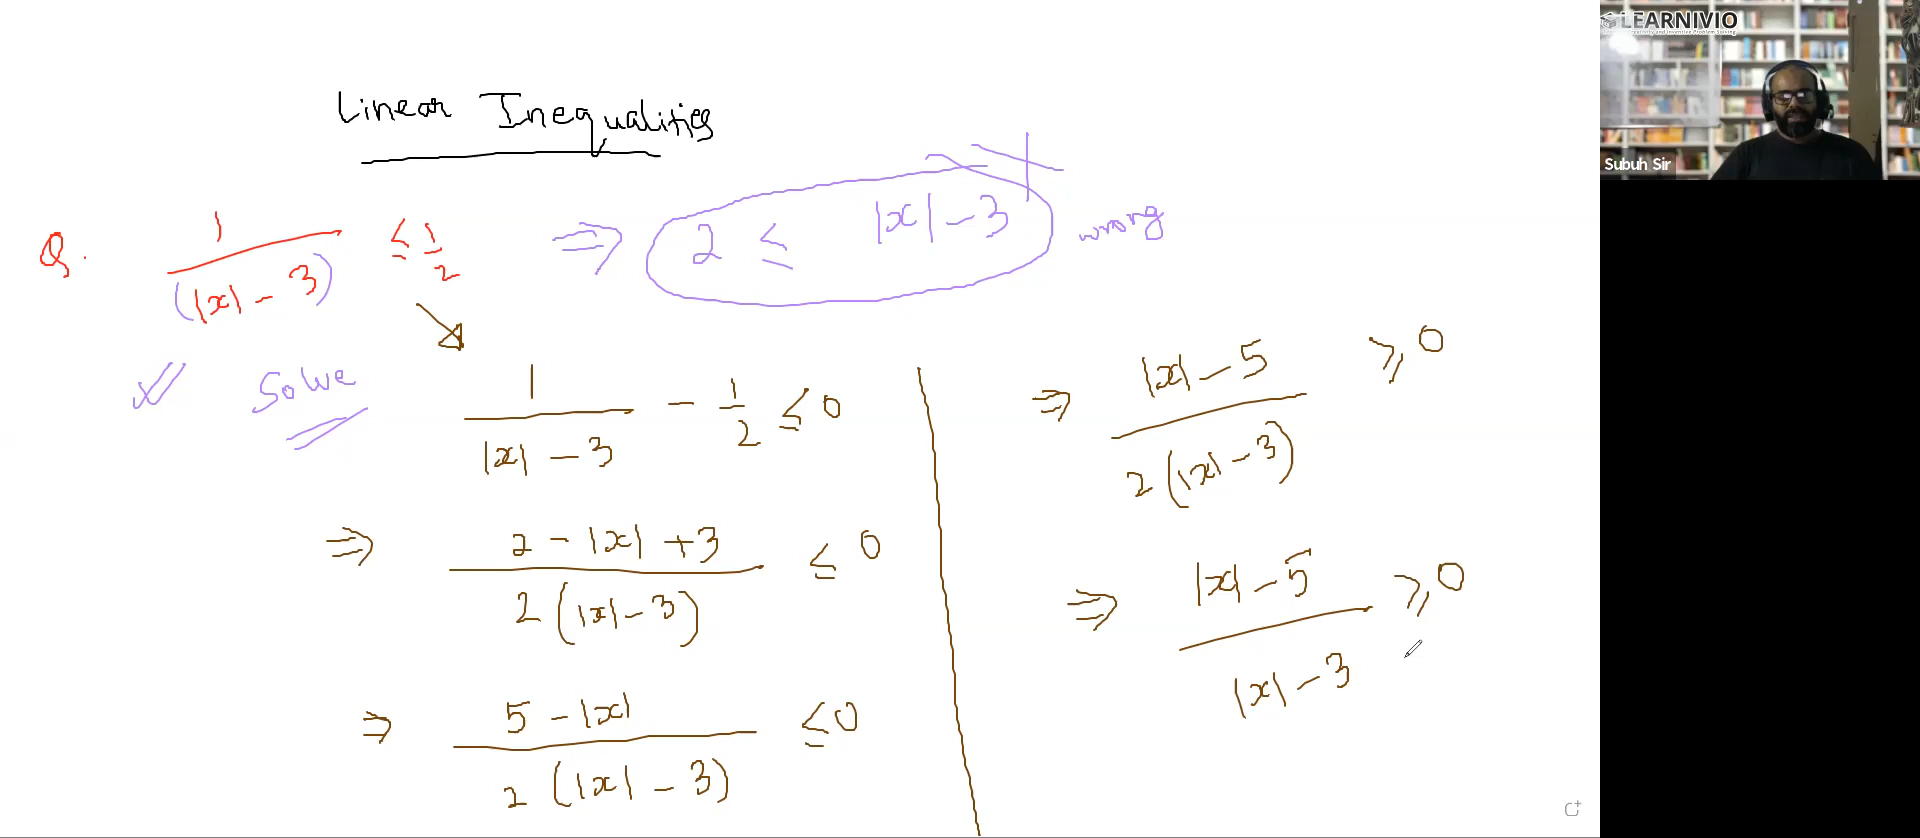 Linear Inequalities
Q. 1/(|x| - 3) ≤ 1/2 ⇒ 2 ≤ |x| - 3 wrong
Solve
1/(|x| - 3) - 1/2 ≤ 0
⇒ (2 - |x| + 3)/(2(|x| - 3)) ≤ 0
⇒ (5 - |x|)/(2(|x| - 3)) ≤ 0
⇒ (|x| - 5)/(2(|x| - 3)) ≥ 0
⇒ (|x| - 5)/(|x| - 3) ≥ 0
LEARNIVIO
Subuh Sir